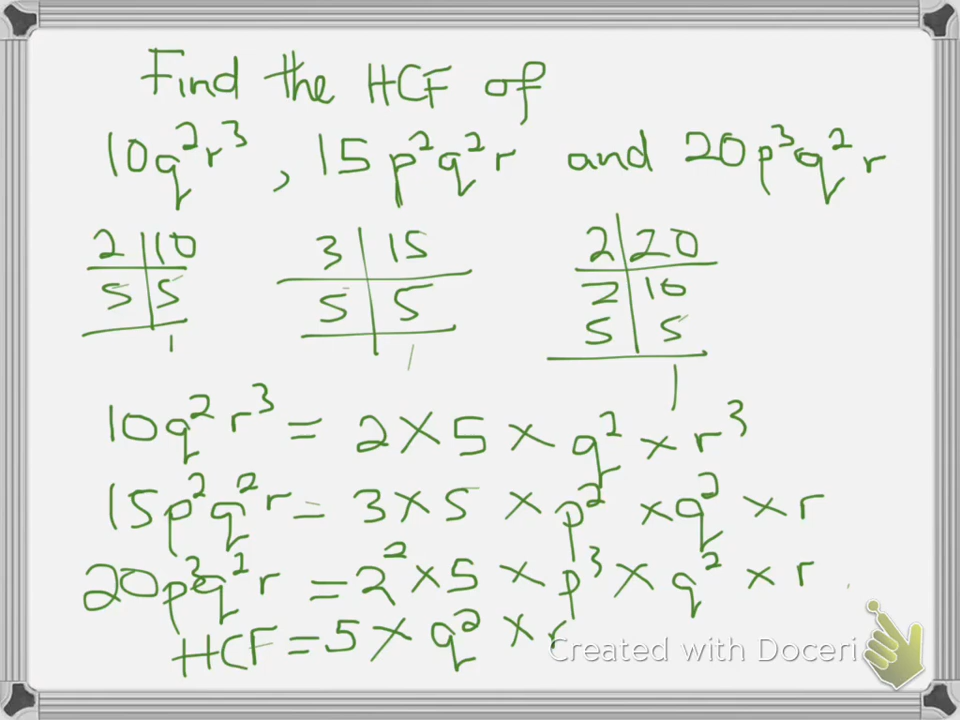 Find the HCF of
10q²r³, 15p²q²r and 20p³q²r
2 10 3 15 2 20
5 5 5 5 2 10
1 1 5 5
1
10q²r³ = 2 × 5 × q² × r³
15p²q²r = 3 × 5 × p² × q² × r
20p³q²r = 2² × 5 × p³ × q² × r
HCF = 5 × q² × r
Created with Doceri